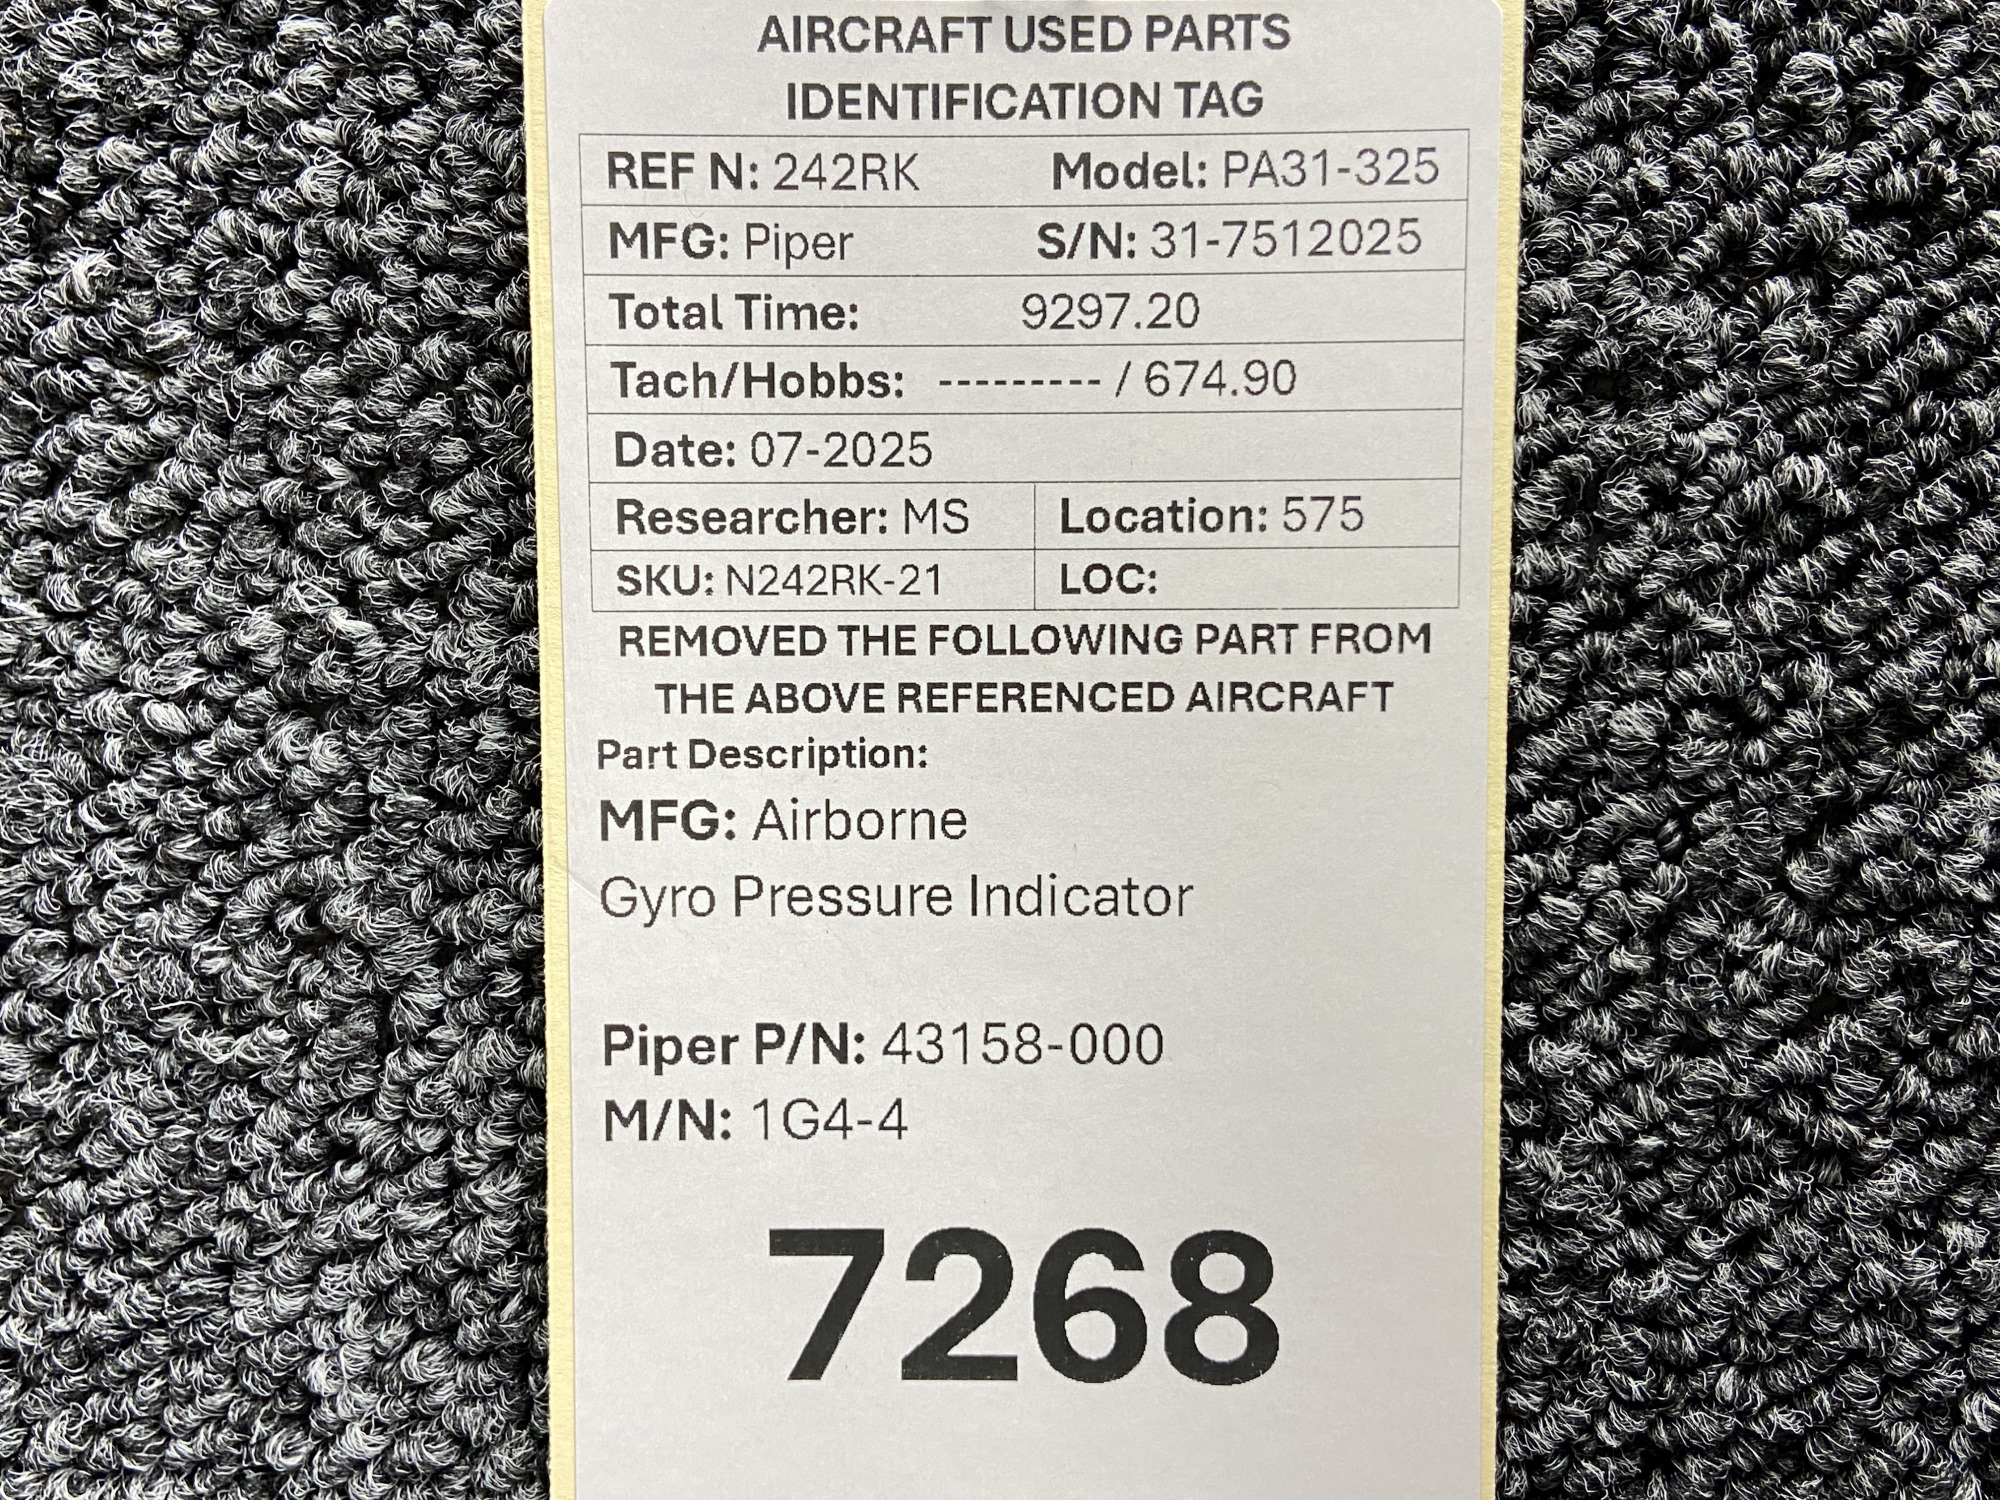 AIRCRAFT USED PARTS
IDENTIFICATION TAG
REF N: 242RK Model: PA31-325
MFG: Piper S/N: 31-7512025
Total Time: 9297.20
Tach/Hobbs: --------- / 674.90
Date: 07-2025
Researcher: MS Location: 575
SKU: N242RK-21 LOC:
REMOVED THE FOLLOWING PART FROM
THE ABOVE REFERENCED AIRCRAFT
Part Description:
MFG: Airborne
Gyro Pressure Indicator
Piper P/N: 43158-000
M/N: 1G4-4
7268